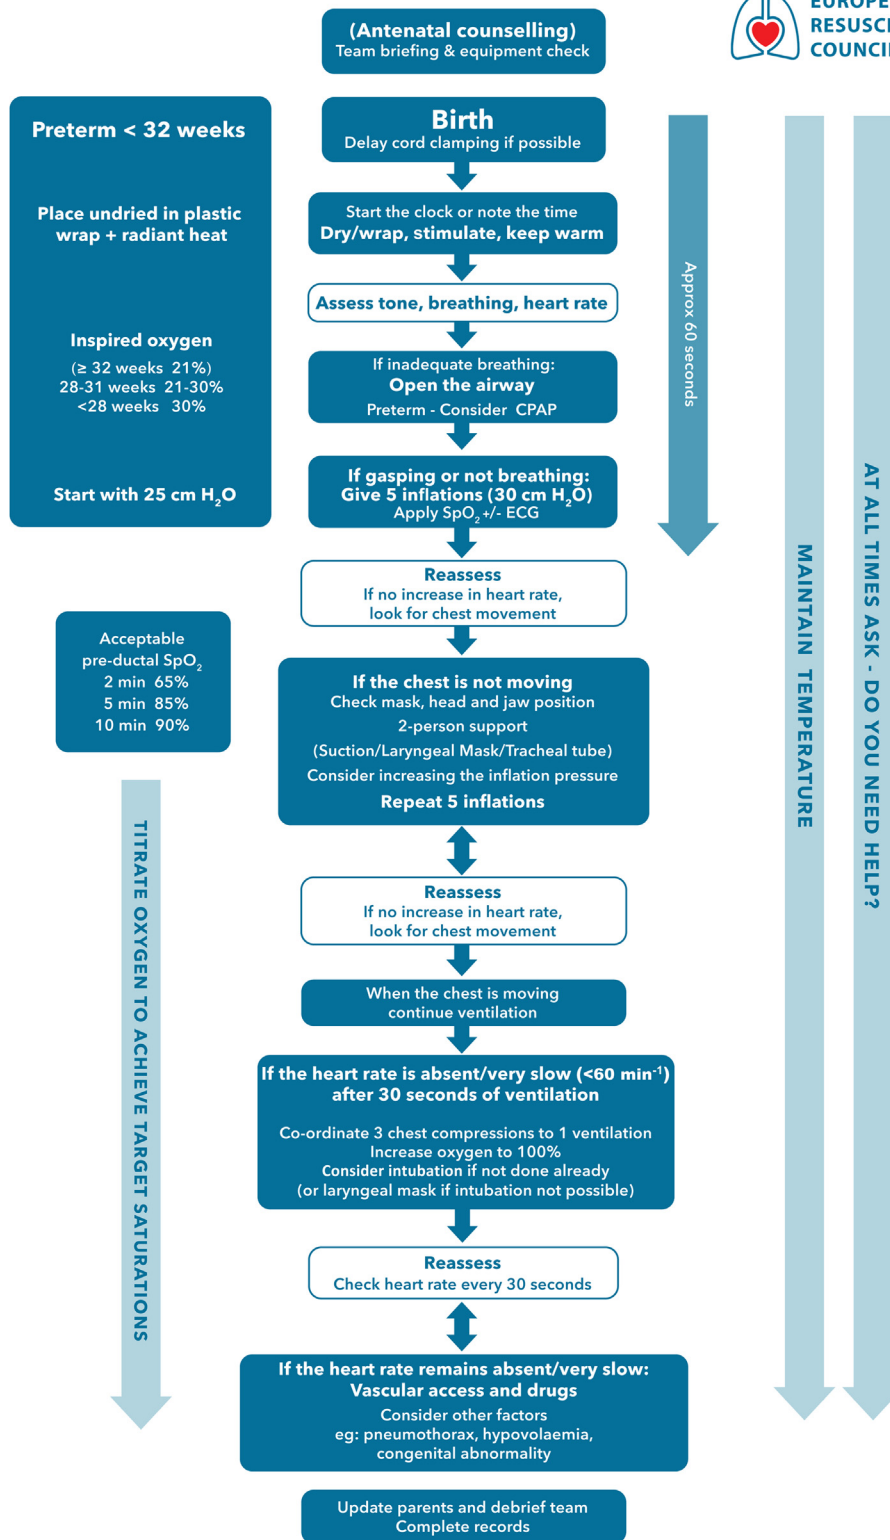 (Antenatal counselling)
Team briefing & equipment check
RESUSCI
COUNCIL
Preterm < 32 weeks
Place undried in plastic
wrap + radiant heat
Inspired oxygen
(≥ 32 weeks 21%)
28-31 weeks 21-30%
<28 weeks 30%
Start with 25 cm H₂O
Birth
Delay cord clamping if possible
Start the clock or note the time
Dry/wrap, stimulate, keep warm
Assess tone, breathing, heart rate
If inadequate breathing:
Open the airway
Preterm - Consider CPAP
If gasping or not breathing:
Give 5 inflations (30 cm H₂O)
Apply SpO₂ +/- ECG
Approx 60 seconds
Reassess
If no increase in heart rate,
look for chest movement
Acceptable
pre-ductal SpO₂
2 min 65%
5 min 85%
10 min 90%
If the chest is not moving
Check mask, head and jaw position
2-person support
(Suction/Laryngeal Mask/Tracheal tube)
Consider increasing the inflation pressure
Repeat 5 inflations
Reassess
If no increase in heart rate,
look for chest movement
When the chest is moving
continue ventilation
If the heart rate is absent/very slow (<60 min⁻¹)
after 30 seconds of ventilation
Co-ordinate 3 chest compressions to 1 ventilation
Increase oxygen to 100%
Consider intubation if not done already
(or laryngeal mask if intubation not possible)
Reassess
Check heart rate every 30 seconds
If the heart rate remains absent/very slow:
Vascular access and drugs
Consider other factors
eg: pneumothorax, hypovolaemia,
congenital abnormality
Update parents and debrief team
Complete records
TITRATE OXYGEN TO ACHIEVE TARGET SATURATIONS
MAINTAIN TEMPERATURE
AT ALL TIMES ASK - DO YOU NEED HELP?